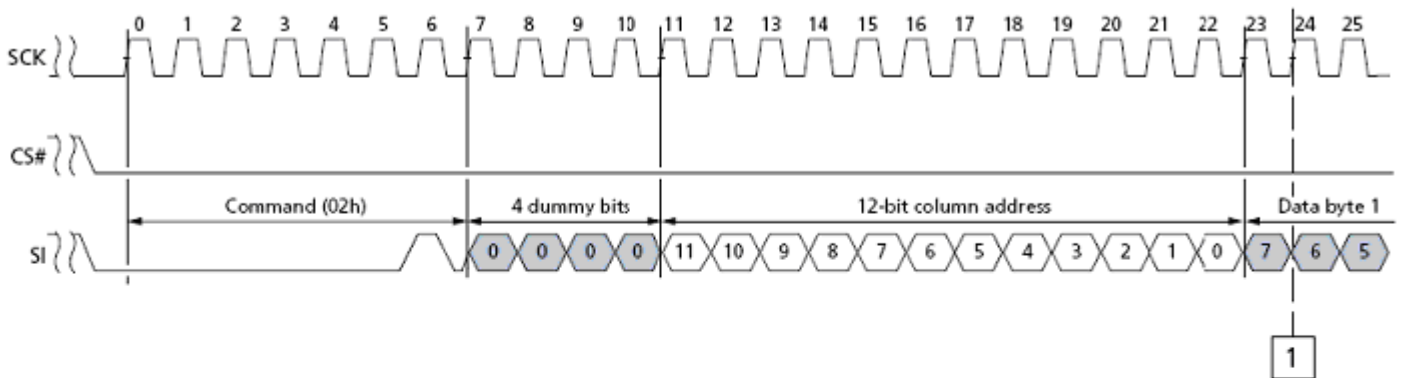 0 1 2 3 4 5 6 7 8 9 10 11 12 13 14 15 16 17 18 19 20 21 22 23 24 25
SCK
CS#
Command (02h) 4 dummy bits 12-bit column address Data byte 1
SI 0 0 0 0 11 10 9 8 7 6 5 4 3 2 1 0 7 6 5
1